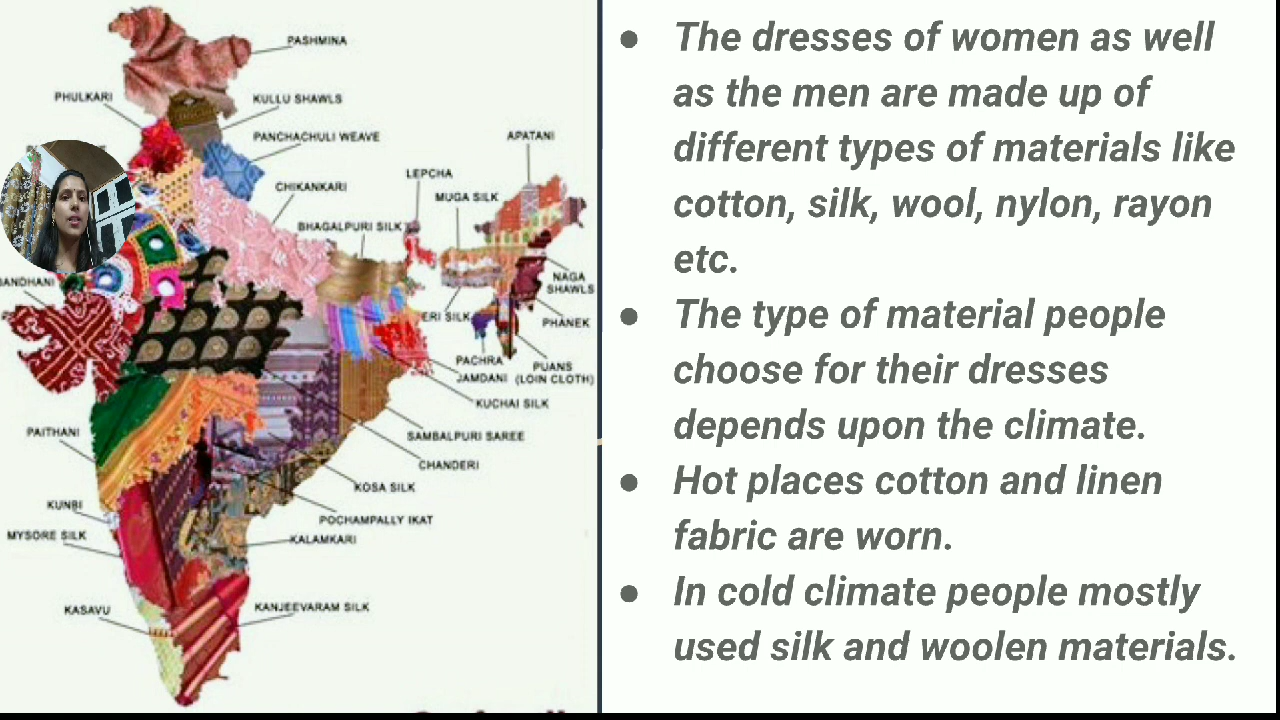 PASHMINA
PHULKARI
KULLU SHAWLS
PANCHACHULI WEAVE
APATANI
LEPCHA
CHIKANKARI
MUGA SILK
BHAGALPURI SILK
NAGA
SHAWLS
ERI SILK
PHANEK
PACHRA
PUANS
(LOIN CLOTH)
JAMDANI
KUCHAI SILK
PAITHANI
SAMBALPURI SAREE
CHANDERI
KOSA SILK
KUNBI
POCHAMPALLY IKAT
MYSORE SILK
KALAMKARI
KASAVU
KANJEEVARAM SILK
● The dresses of women as well
as the men are made up of
different types of materials like
cotton, silk, wool, nylon, rayon
etc.
● The type of material people
choose for their dresses
depends upon the climate.
● Hot places cotton and linen
fabric are worn.
● In cold climate people mostly
used silk and woolen materials.